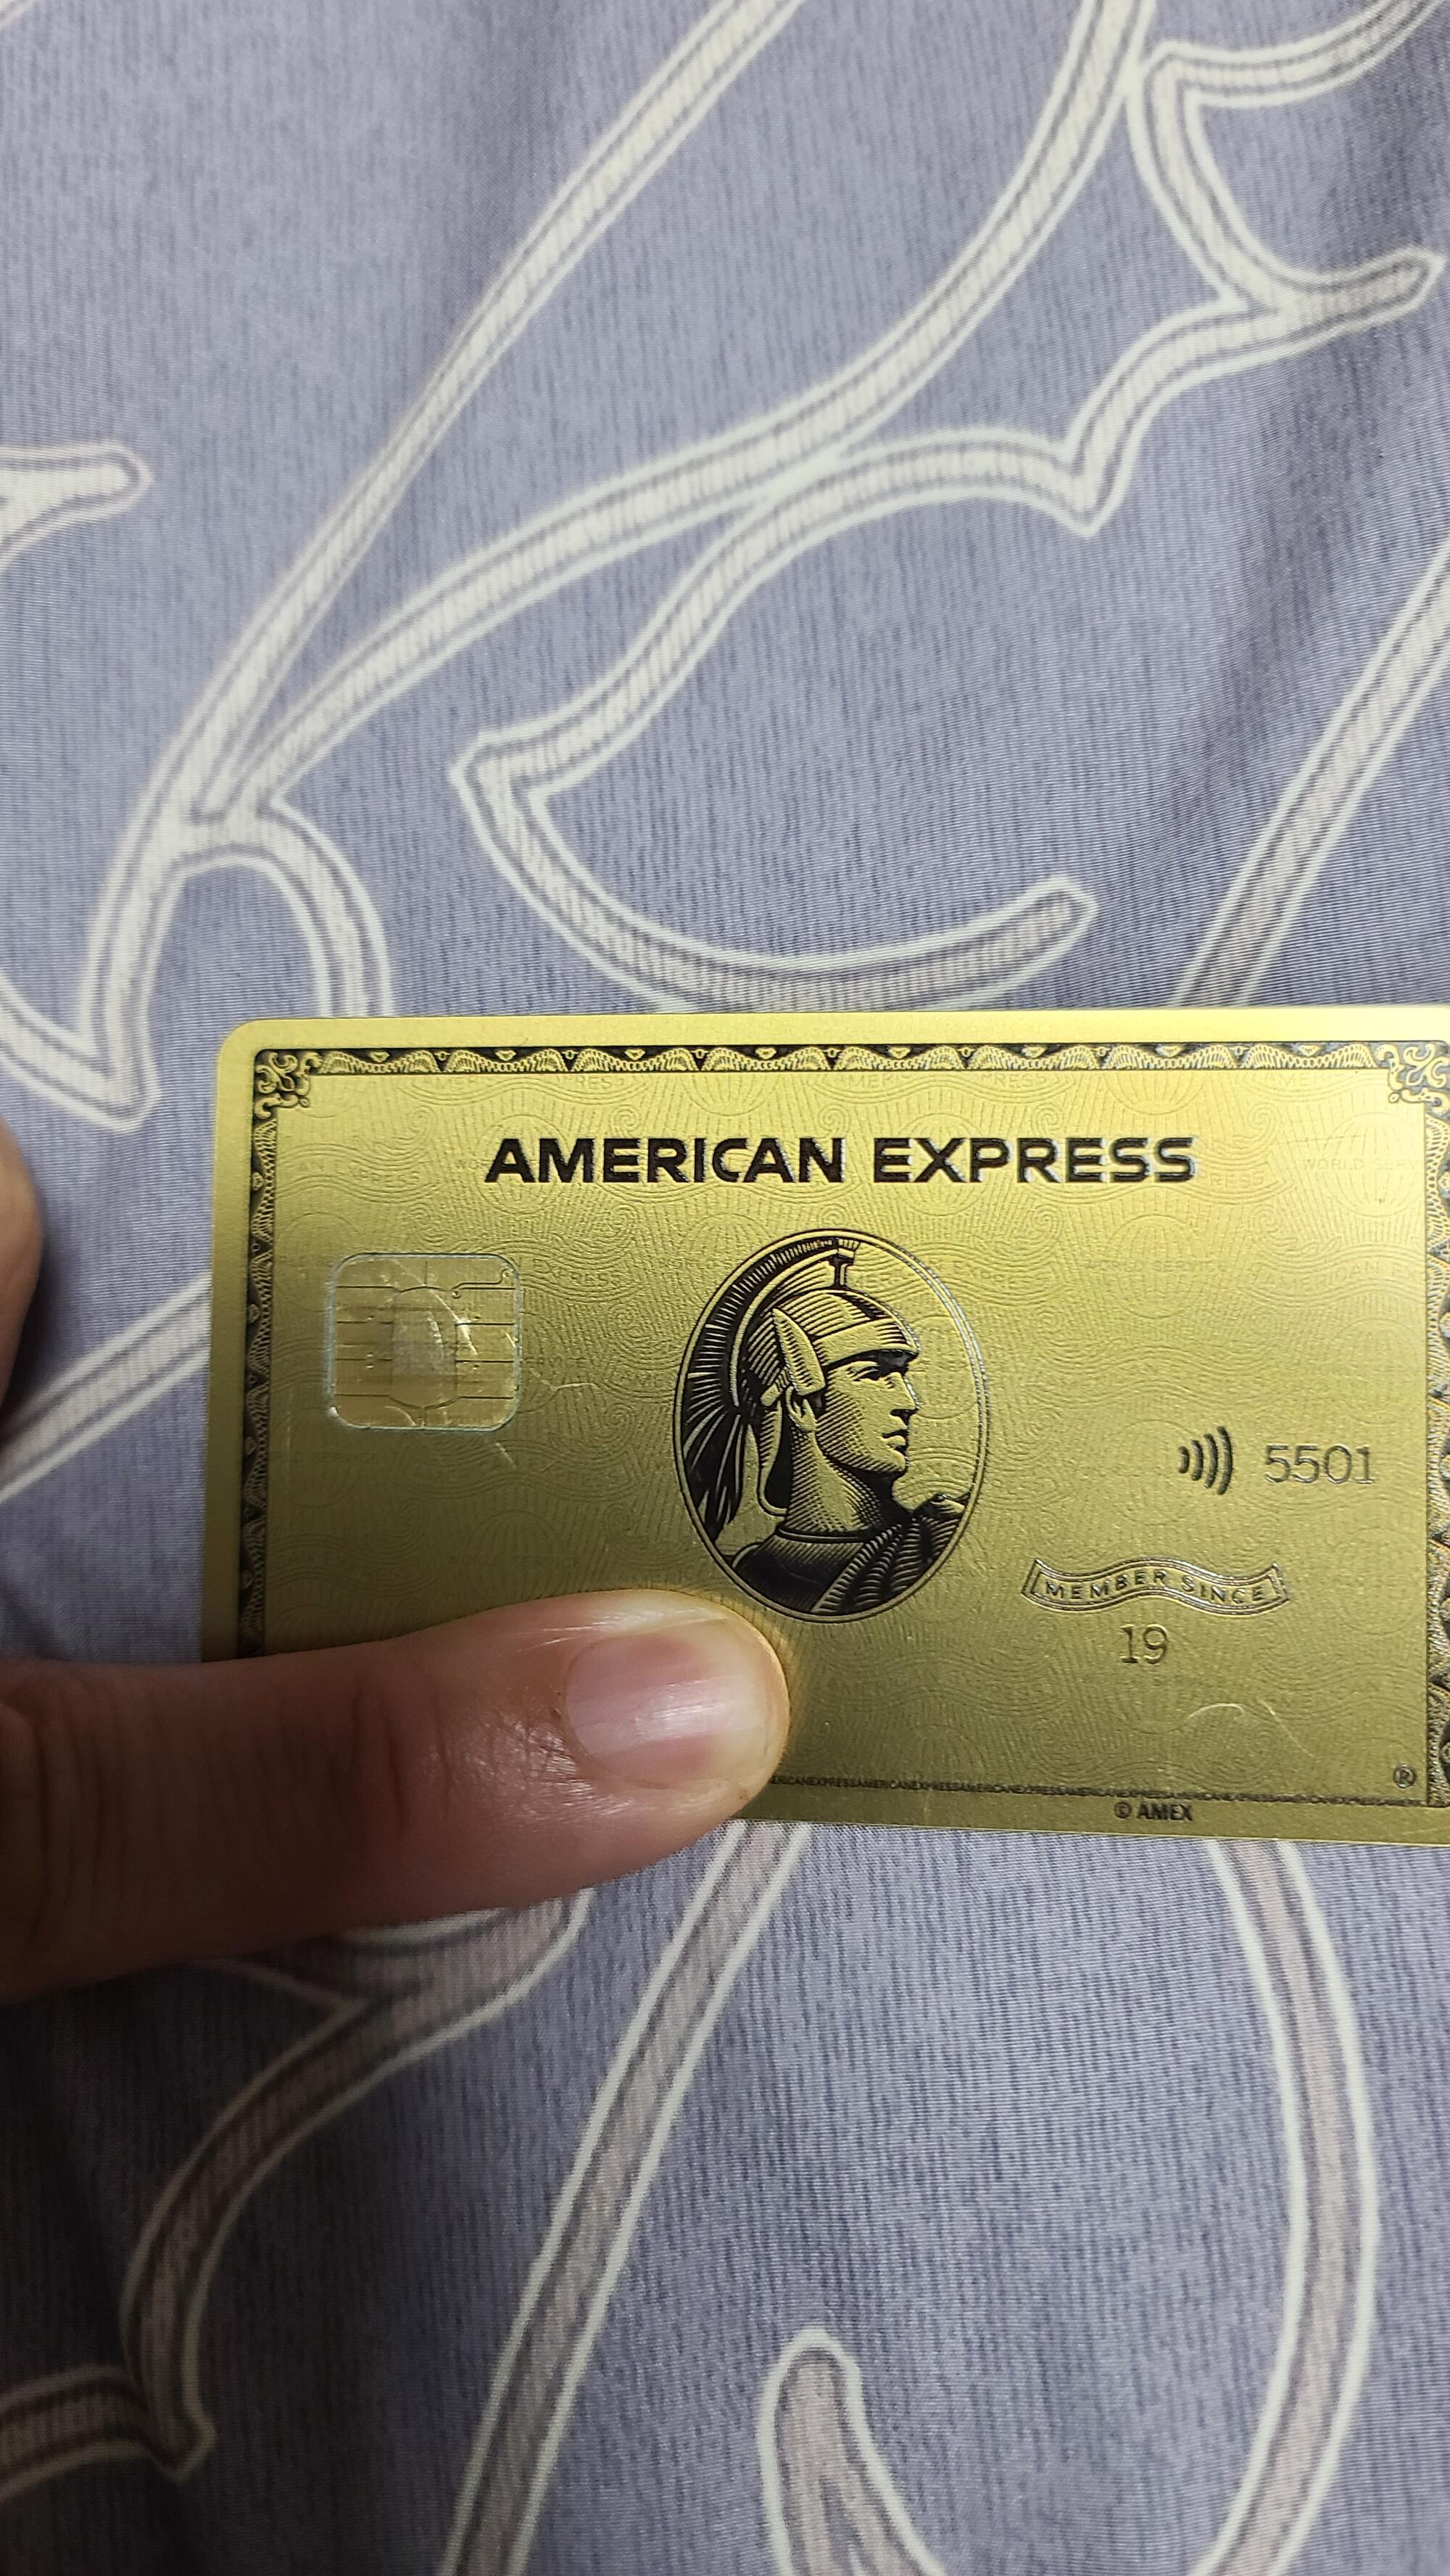 AMERICAN EXPRESS
5501
MEMBER SINCE
19
®
© AMEX